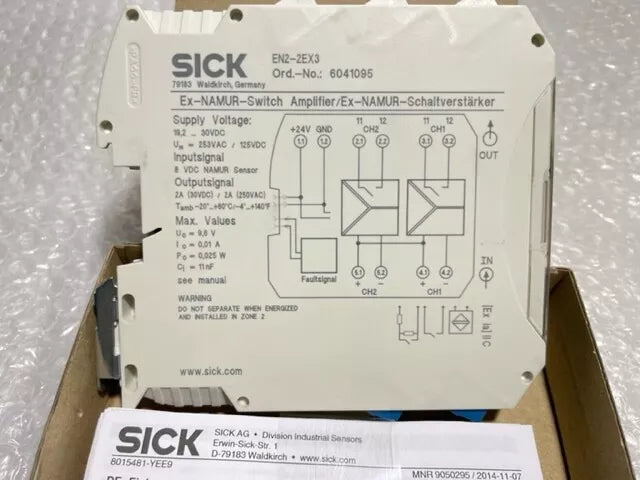 SICK
79183 Waldkirch, Germany
EN2-2EX3
Ord.-No.: 6041095
Ex-NAMUR-Switch Amplifier/Ex-NAMUR-Schaltverstärker
Supply Voltage:
19,2 ... 30VDC
Um = 253VAC / 125VDC
Inputsignal
8 VDC NAMUR Sensor
Outputsignal
2A (30VDC) / 2A (250VAC)
Tamb -20°...+60°C/-4°...+140°F
Max. Values
Uo = 9,6 V
Io = 0,01 A
Po = 0,025 W
Ci = 11nF
see manual
WARNING
DO NOT SEPARATE WHEN ENERGIZED
AND INSTALLED IN ZONE 2
www.sick.com
+24V GND
11 12 11 12
CH2 CH1
1.1 1.2 2.1 2.2 3.1 3.2
OUT
Faultsignal
5.1 5.2 4.1 4.2
+ − + −
CH2 CH1
IN
[Ex ia] IIC
SICK
8015481-YEE9
SICK AG • Division Industrial Sensors
Erwin-Sick-Str. 1
D-79183 Waldkirch • www.sick.com
MNR 9050295 / 2014-11-07